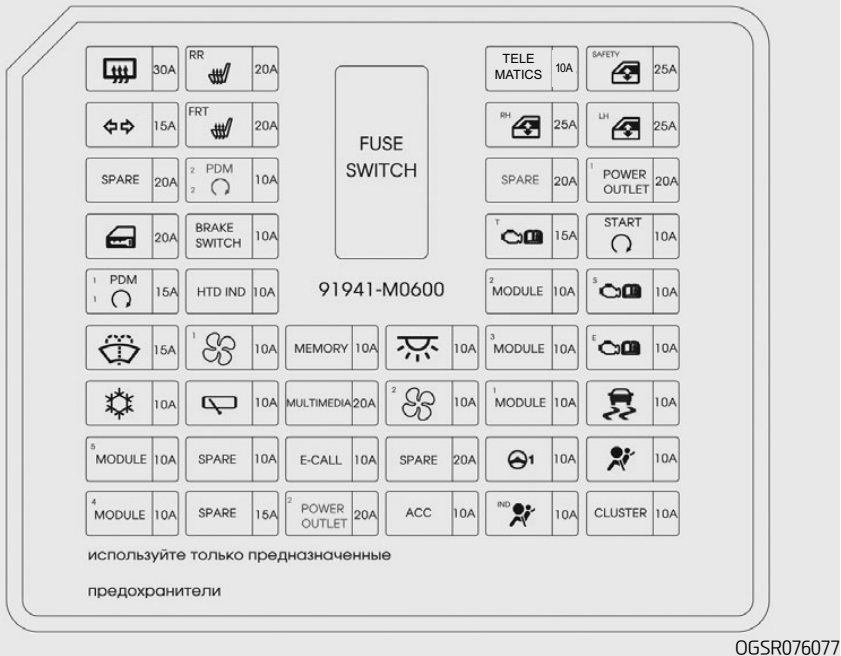 30A
RR
20A
TELE
MATICS
10A
SAFETY
25A
15A
FRT
20A
FUSE
SWITCH
RH
25A
LH
25A
SPARE 20A
2 PDM
2
10A
SPARE 20A
1 POWER
OUTLET 20A
20A
BRAKE
SWITCH 10A
T
15A
START
10A
1 PDM
1
15A
HTD IND 10A
91941-M0600
2 MODULE 10A
S
10A
15A
1
10A
MEMORY 10A
10A
3 MODULE 10A
E
10A
10A
10A
MULTIMEDIA 20A
2
10A
1 MODULE 10A
10A
5 MODULE 10A
SPARE 10A
E-CALL 10A
SPARE 20A
1 10A
10A
4 MODULE 10A
SPARE 15A
2 POWER
OUTLET 20A
ACC 10A
IND
10A
CLUSTER 10A
используйте только предназначенные
предохранители
OGSR076077